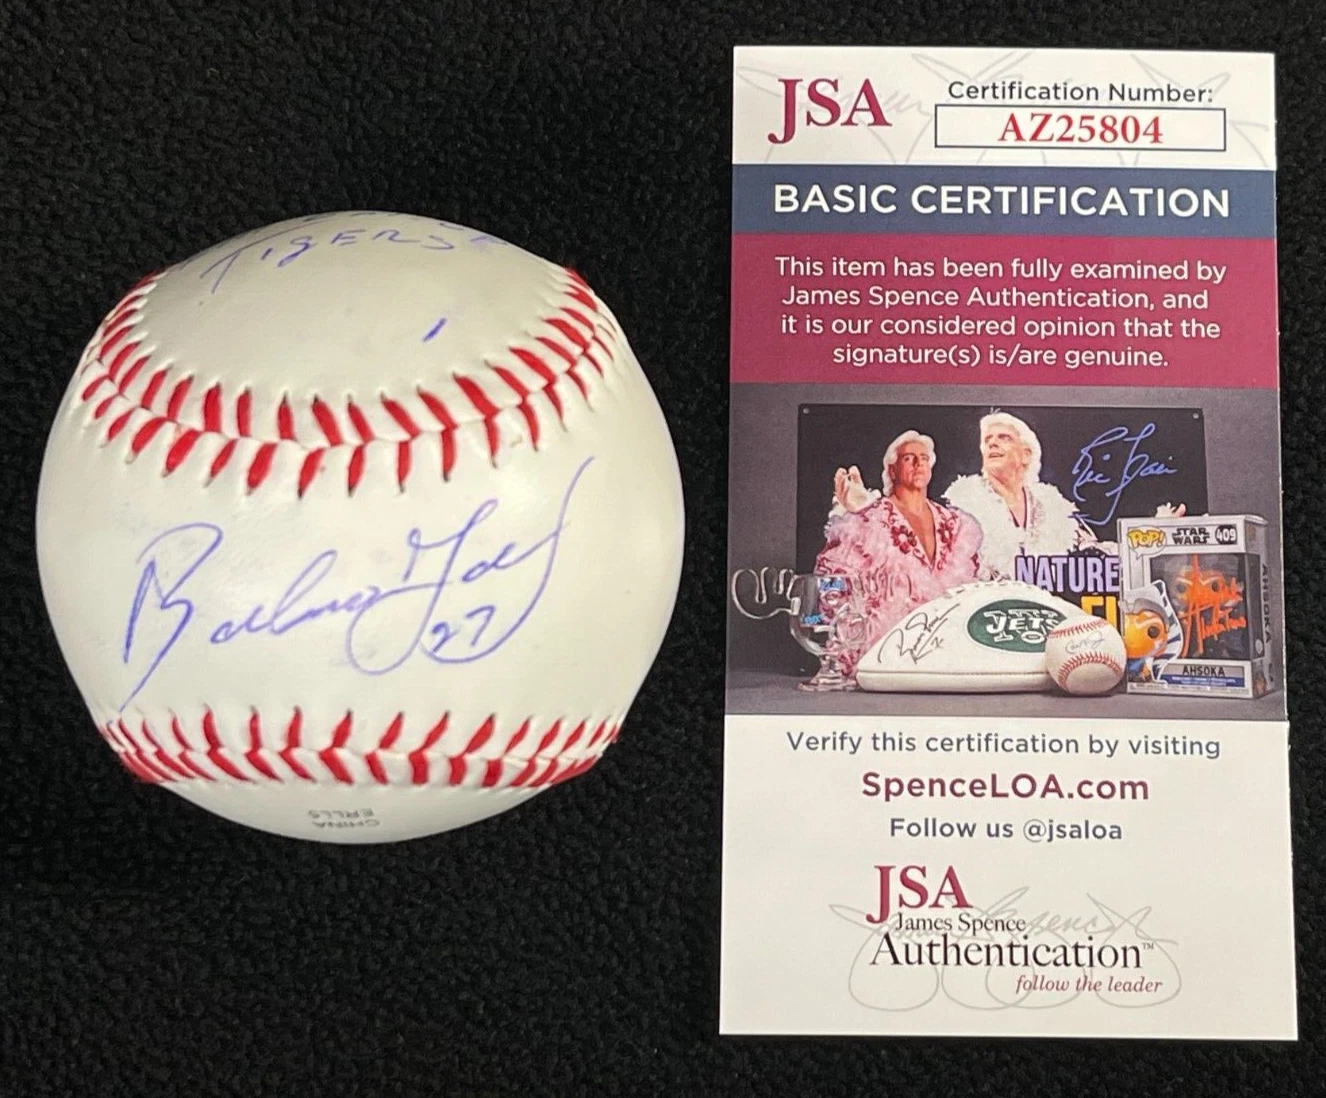 TIGERS
27
CHINA
ERLLS
JSA
Certification Number:
AZ25804
BASIC CERTIFICATION
This item has been fully examined by
James Spence Authentication, and
it is our considered opinion that the
signature(s) is/are genuine.
NATURE
JETS
POP!
STAR
WARS
409
AHSOKA
AHSOKA
Verify this certification by visiting
SpenceLOA.com
Follow us @jsaloa
JSA
James Spence
Authentication™
follow the leader